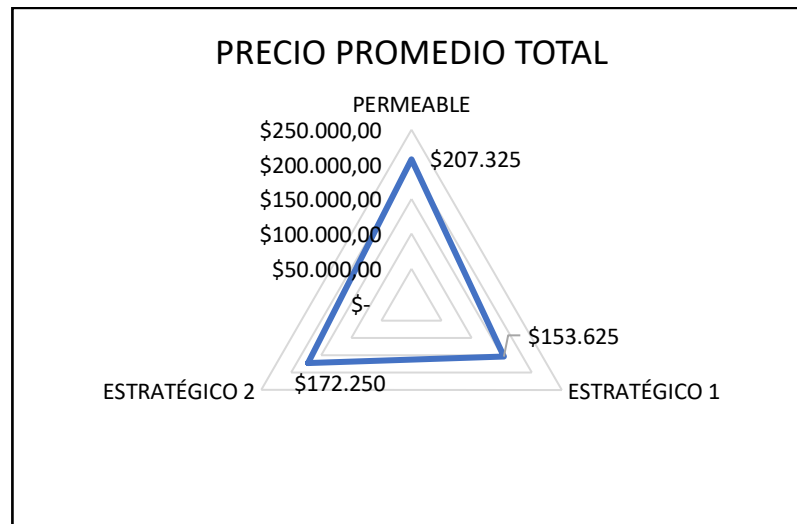 PRECIO PROMEDIO TOTAL
PERMEABLE
$250.000,00
$200.000,00
$207.325
$150.000,00
$100.000,00
$50.000,00
$-
$153.625
$172.250
ESTRATÉGICO 2
ESTRATÉGICO 1